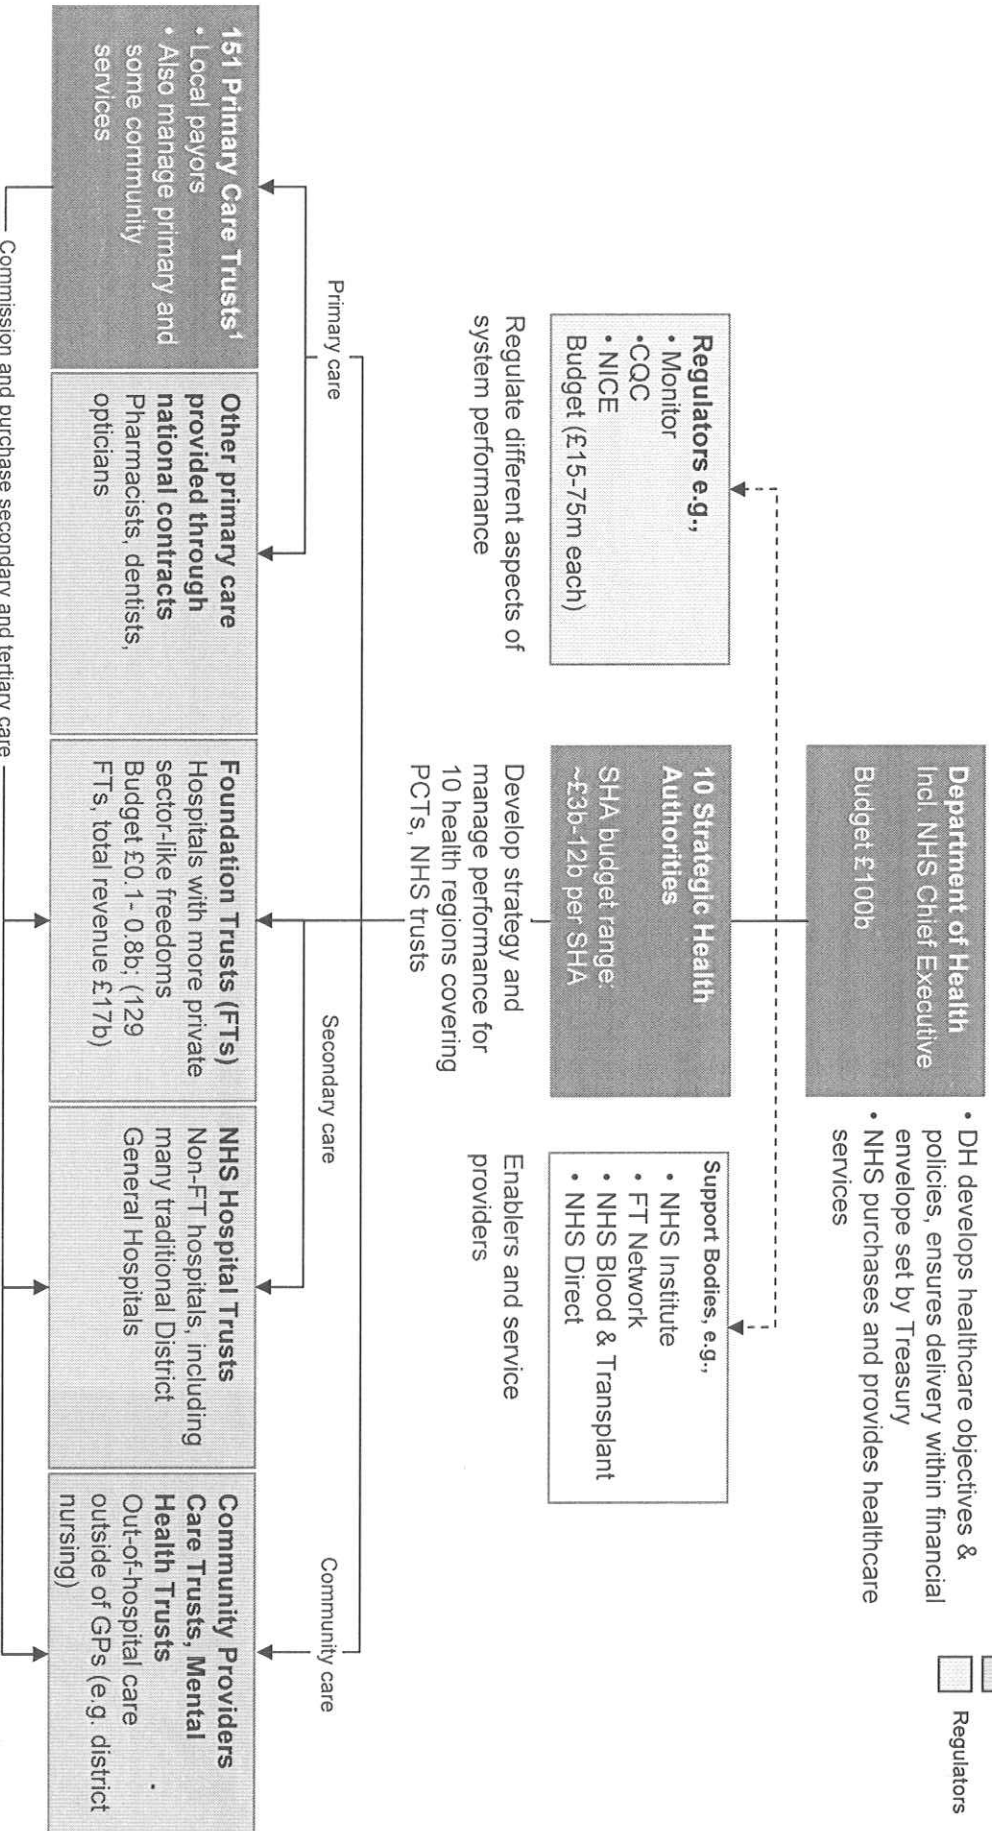 Department of Health
Incl. NHS Chief Executive
Budget £100b
• DH develops healthcare objectives &
policies, ensures delivery within financial
envelope set by Treasury
• NHS purchases and provides healthcare
services
Regulators
Regulators e.g.,
• Monitor
•CQC
• NICE
Budget (£15-75m each)
Regulate different aspects of
system performance
10 Strategic Health
Authorities
SHA budget range:
~£3b-12b per SHA
Develop strategy and
manage performance for
10 health regions covering
PCTs, NHS trusts
Support Bodies, e.g.,
• NHS Institute
• FT Network
• NHS Blood & Transplant
• NHS Direct
Enablers and service
providers
Primary care
Secondary care
Community care
151 Primary Care Trusts¹
• Local payors
• Also manage primary and
some community
services
Other primary care
provided through
national contracts
Pharmacists, dentists,
opticians
Foundation Trusts (FTs)
Hospitals with more private
sector-like freedoms
Budget £0.1- 0.8b; (129
FTs, total revenue £17b)
NHS Hospital Trusts
Non-FT hospitals, including
many traditional District
General Hospitals
Community Providers
Care Trusts, Mental
Health Trusts
Out-of-hospital care
outside of GPs (e.g. district
nursing)
Commission and purchase secondary and tertiary care